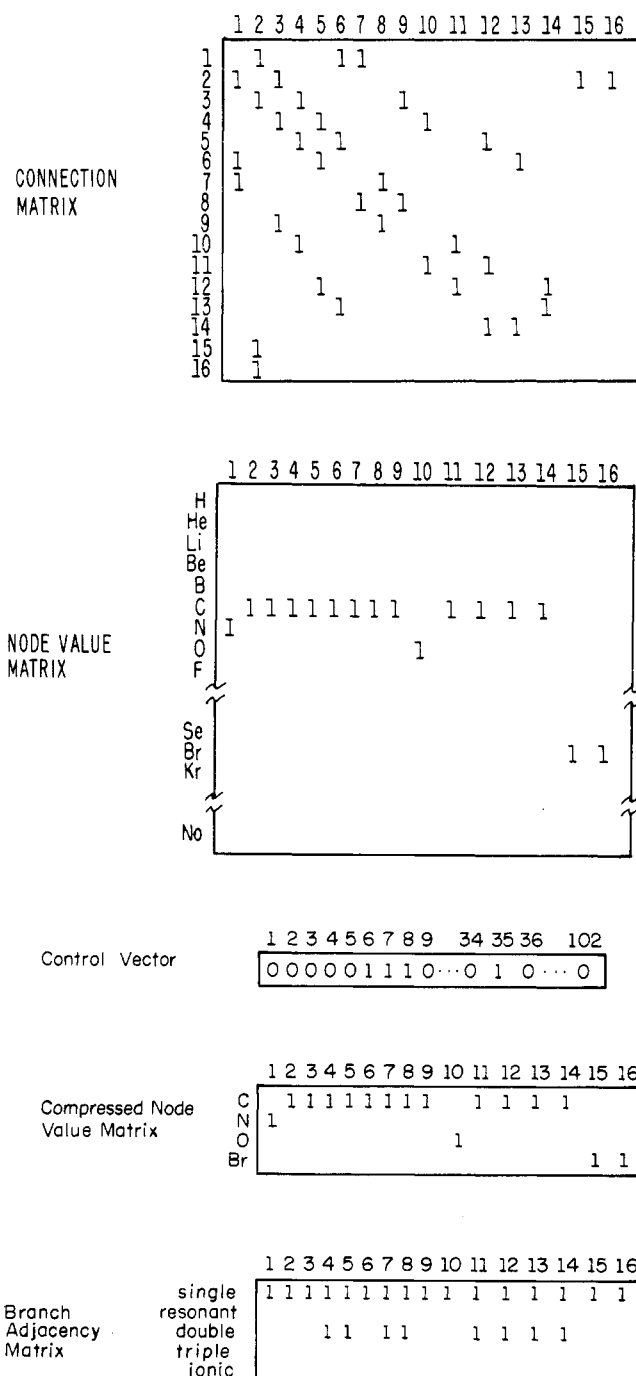 1 2 3 4 5 6 7 8 9 10 11 12 13 14 15 16
1 1 1 1
2 1 1 1 1
3 1 1 1
4 1 1 1
5 1 1 1
6 1 1 1
CONNECTION
MATRIX
7 1 1
8 1 1
9 1 1
10 1 1
11 1 1
12 1 1 1
13 1 1
14 1 1
15 1
16 1
1 2 3 4 5 6 7 8 9 10 11 12 13 14 15 16
H
He
Li
Be
B
C 1 1 1 1 1 1 1 1 1 1 1 1
N 1
NODE VALUE
MATRIX
O 1
F
Se
Br 1 1
Kr
No
1 2 3 4 5 6 7 8 9 34 35 36 102
Control Vector
0 0 0 0 0 1 1 1 0 ... 0 1 0 ... 0
1 2 3 4 5 6 7 8 9 10 11 12 13 14 15 16
Compressed Node
Value Matrix
C 1 1 1 1 1 1 1 1 1 1 1 1
N 1
O 1
Br 1 1
1 2 3 4 5 6 7 8 9 10 11 12 13 14 15 16
Branch
Adjacency
Matrix
single 1 1 1 1 1 1 1 1 1 1 1 1 1 1 1 1
resonant
double 1 1 1 1 1 1 1 1
triple
ionic